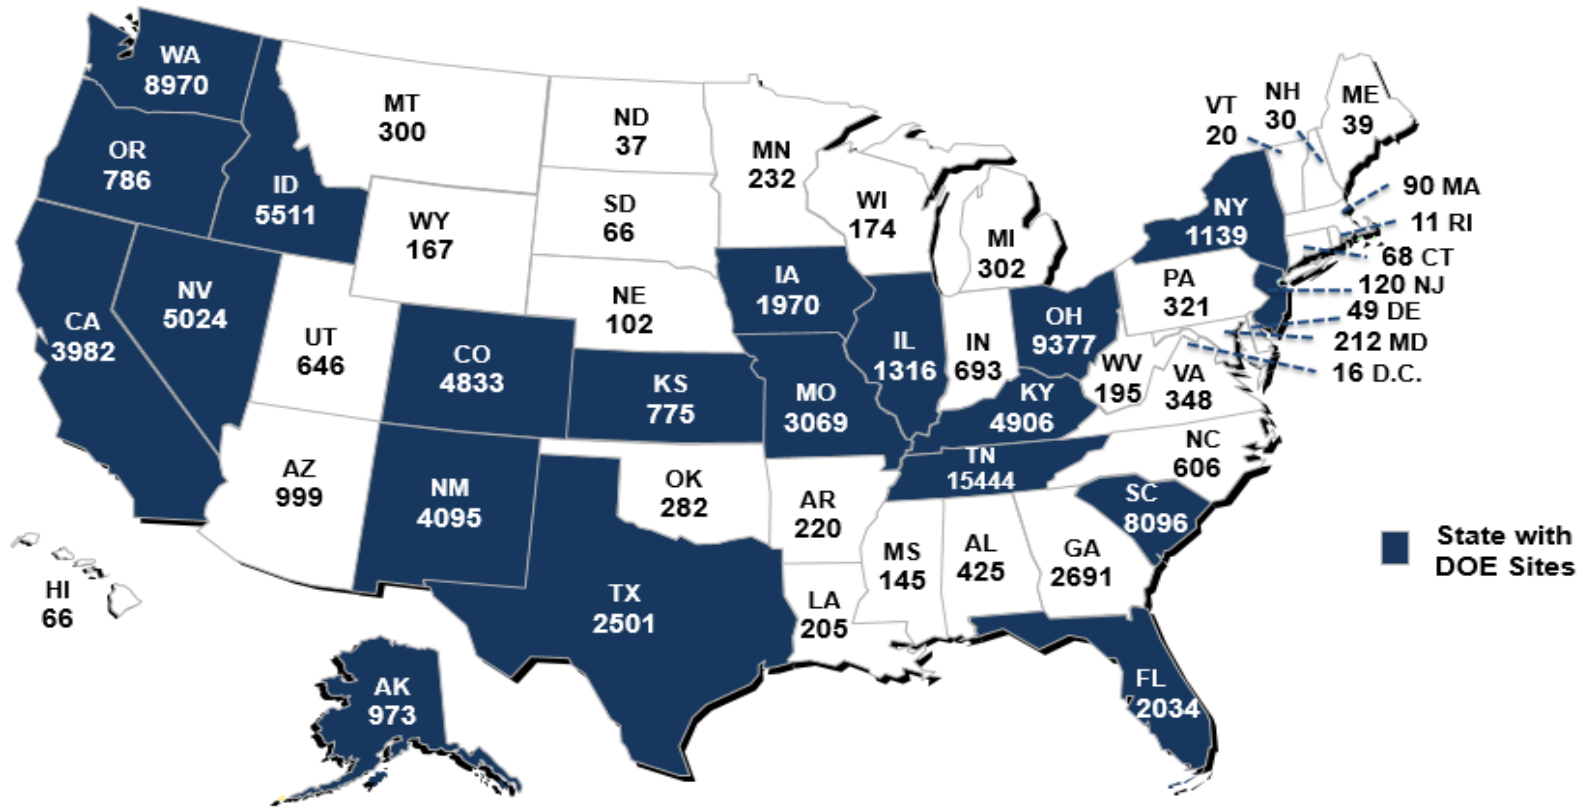 WA
8970
OR
786
ID
5511
MT
300
ND
37
MN
232
SD
66
WY
167
WI
174
MI
302
VT
20
NH
30
ME
39
90 MA
11 RI
68 CT
120 NJ
49 DE
212 MD
16 D.C.
NY
1139
PA
321
CA
3982
NV
5024
UT
646
CO
4833
NE
102
IA
1970
KS
775
MO
3069
IL
1316
IN
693
OH
9377
WV
195
VA
348
KY
4906
NC
606
TN
15444
SC
8096
AZ
999
NM
4095
OK
282
AR
220
MS
145
AL
425
GA
2691
LA
205
TX
2501
FL
2034
HI
66
AK
973
State with
DOE Sites